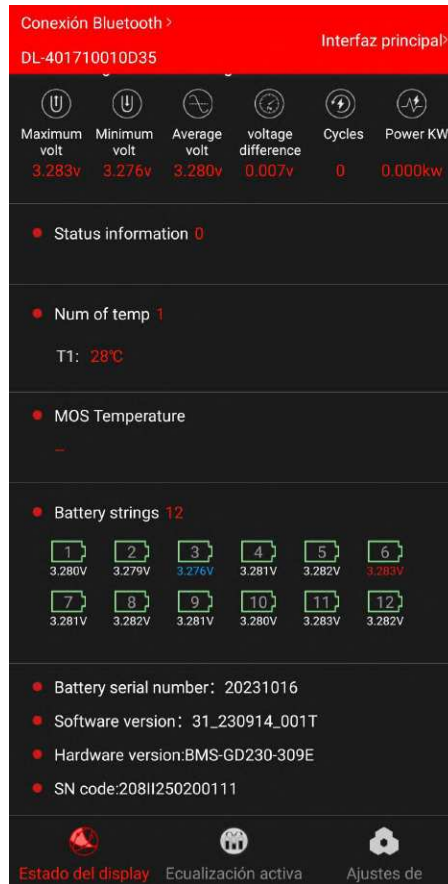 Conexión Bluetooth >
Interfaz principal>
DL-401710010D35
Maximum volt
Minimum volt
Average volt
voltage difference
Cycles
Power KW
3.283v 3.276v 3.280v 0.007v 0 0.000kw
Status information 0
Num of temp 1
T1: 28℃
MOS Temperature
–
Battery strings 12
1 2 3 4 5 6
3.280V 3.279V 3.276V 3.281V 3.282V 3.283V
7 8 9 10 11 12
3.281V 3.282V 3.281V 3.280V 3.283V 3.282V
Battery serial number: 20231016
Software version: 31_230914_001T
Hardware version:BMS-GD230-309E
SN code:208II250200111
Estado del display Ecualización activa Ajustes de